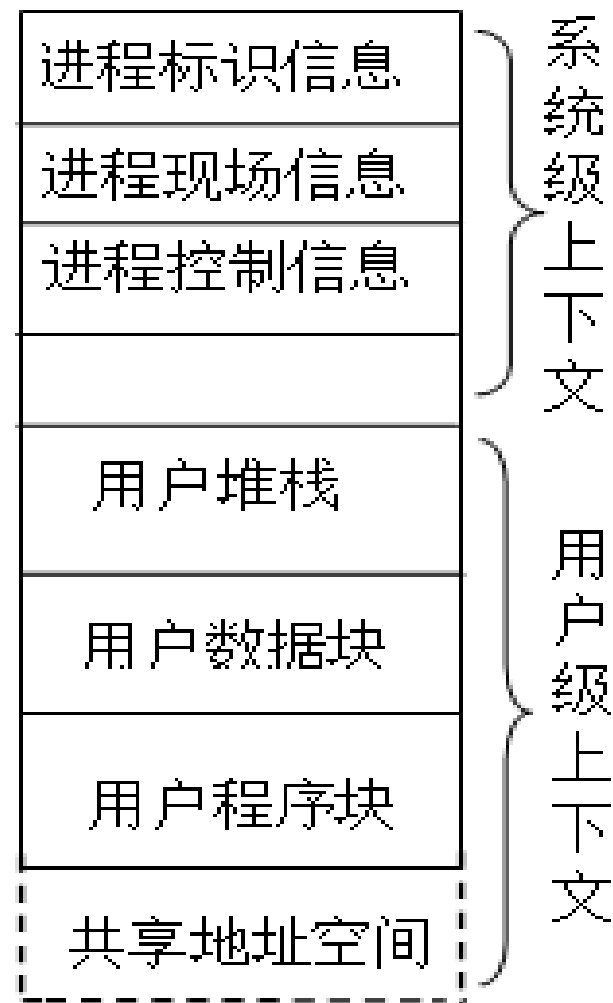 进程标识信息
进程现场信息
进程控制信息
用户堆栈
用户数据块
用户程序块
共享地址空间
系统级上下文
用户级上下文